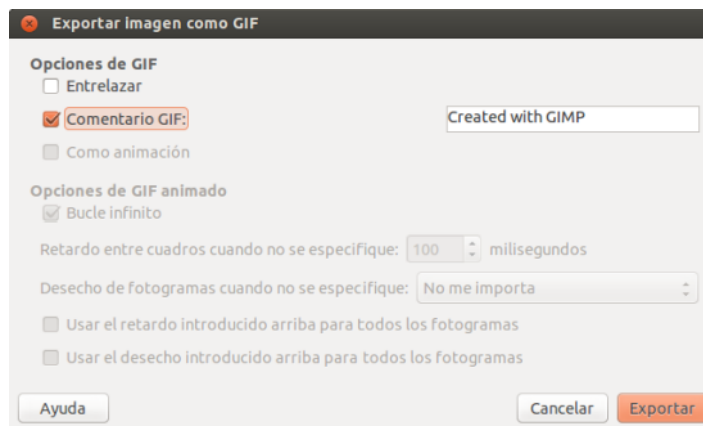 Exportar imagen como GIF
Opciones de GIF
Entrelazar
Comentario GIF: Created with GIMP
Como animación
Opciones de GIF animado
Bucle infinito
Retardo entre cuadros cuando no se especifique: 100 milisegundos
Desecho de fotogramas cuando no se especifique: No me importa
Usar el retardo introducido arriba para todos los fotogramas
Usar el desecho introducido arriba para todos los fotogramas
Ayuda Cancelar Exportar